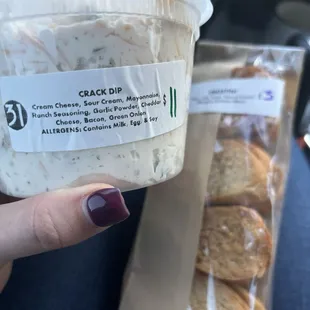 31
CRACK DIP
Cream Cheese, Sour Cream, Mayonnaise,
Ranch Seasoning, Garlic Powder, Cheddar
Cheese, Bacon, Green Onion
ALLERGENS: Contains Milk, Egg, & Soy
$11